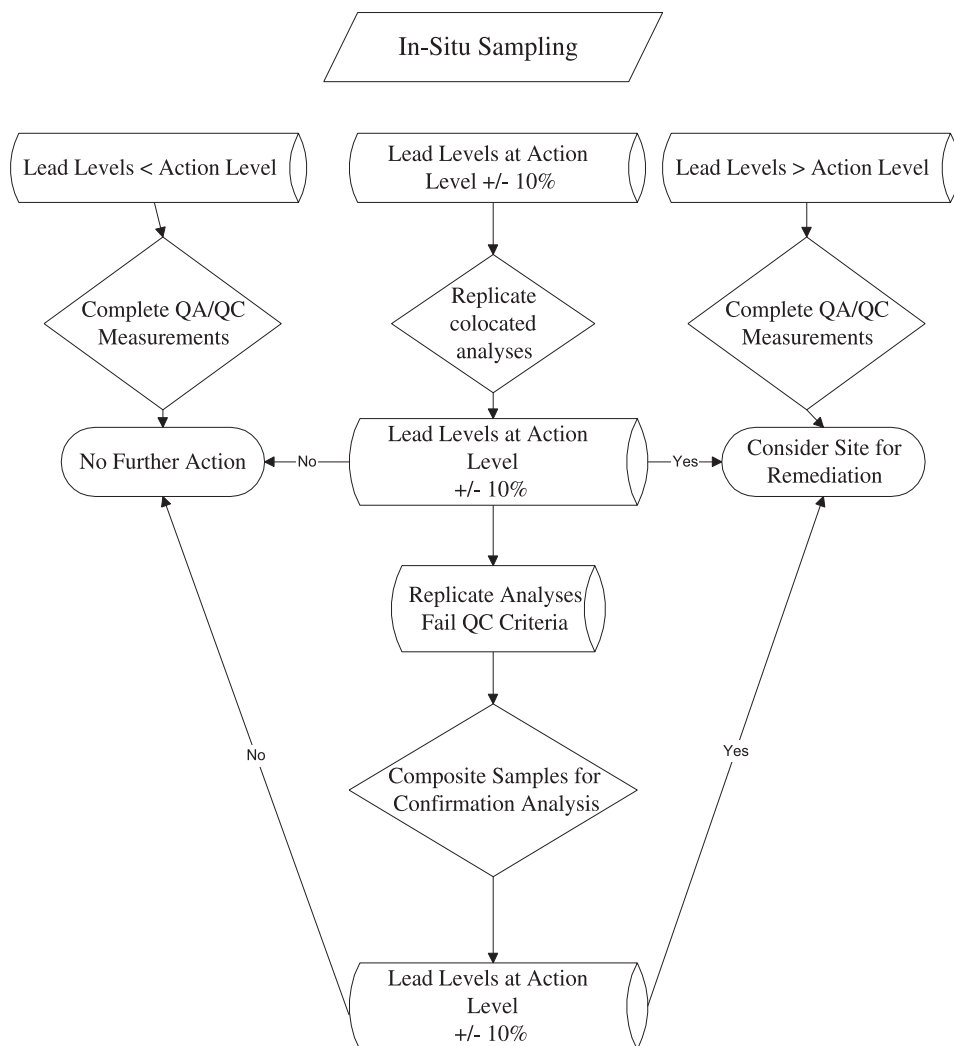 In-Situ Sampling
Lead Levels < Action Level
Lead Levels at Action
Level +/- 10%
Lead Levels > Action Level
Complete QA/QC
Measurements
Replicate
colocated
analyses
Complete QA/QC
Measurements
No Further Action
No
Lead Levels at Action
Level
+/- 10%
Yes
Consider Site for
Remediation
Replicate Analyses
Fail QC Criteria
No
Composite Samples for
Confirmation Analysis
Yes
Lead Levels at Action
Level
+/- 10%